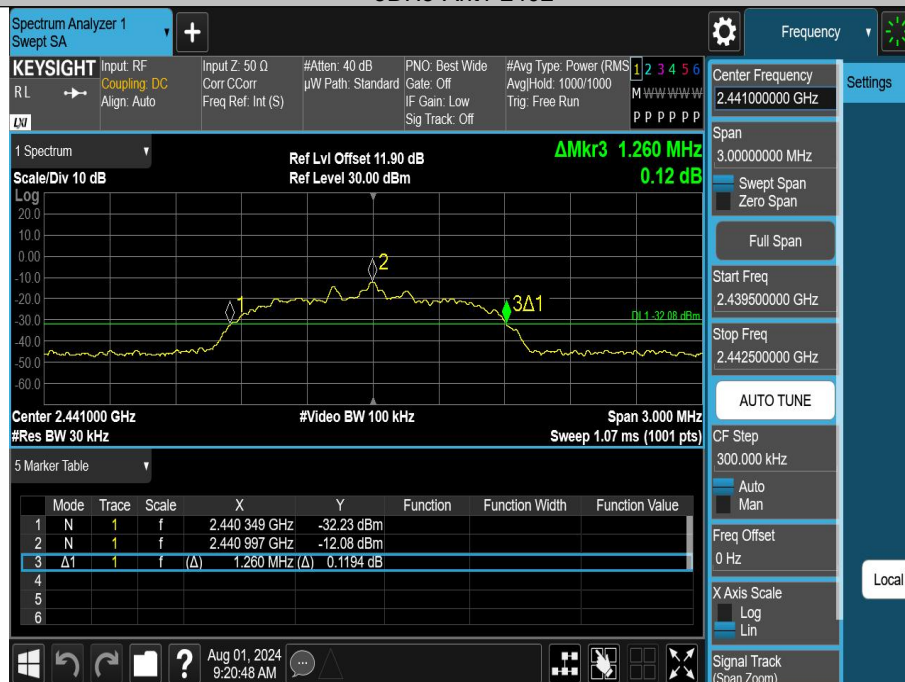 Spectrum Analyzer 1
Swept SA
+
Frequency
KEYSIGHT
RL
LXI
Input: RF
Coupling: DC
Align: Auto
Input Z: 50 Ω
Corr CCorr
Freq Ref: Int (S)
#Atten: 40 dB
µW Path: Standard
PNO: Best Wide
Gate: Off
IF Gain: Low
Sig Track: Off
#Avg Type: Power (RMS
Avg|Hold: 1000/1000
Trig: Free Run
1 2 3 4 5 6
M W W W W W
P P P P P P
1 Spectrum
Scale/Div 10 dB
Ref Lvl Offset 11.90 dB
Ref Level 30.00 dBm
ΔMkr3 1.260 MHz
0.12 dB
Log
20.0
10.0
0.00
-10.0
-20.0
-30.0
-40.0
-50.0
-60.0
1
2
3Δ1
DL1 -32.08 dBm
Center 2.441000 GHz
#Video BW 100 kHz
Span 3.000 MHz
#Res BW 30 kHz
Sweep 1.07 ms (1001 pts)
5 Marker Table
Mode Trace Scale X Y Function Function Width Function Value
1 N 1 f 2.440 349 GHz -32.23 dBm
2 N 1 f 2.440 997 GHz -12.08 dBm
3 Δ1 1 f (Δ) 1.260 MHz (Δ) 0.1194 dB
4
5
6
?
Aug 01, 2024
9:20:48 AM
Center Frequency
2.441000000 GHz
Settings
Span
3.00000000 MHz
Swept Span
Zero Span
Full Span
Start Freq
2.439500000 GHz
Stop Freq
2.442500000 GHz
AUTO TUNE
CF Step
300.000 kHz
Auto
Man
Freq Offset
0 Hz
Local
X Axis Scale
Log
Lin
Signal Track
(Span Zoom)